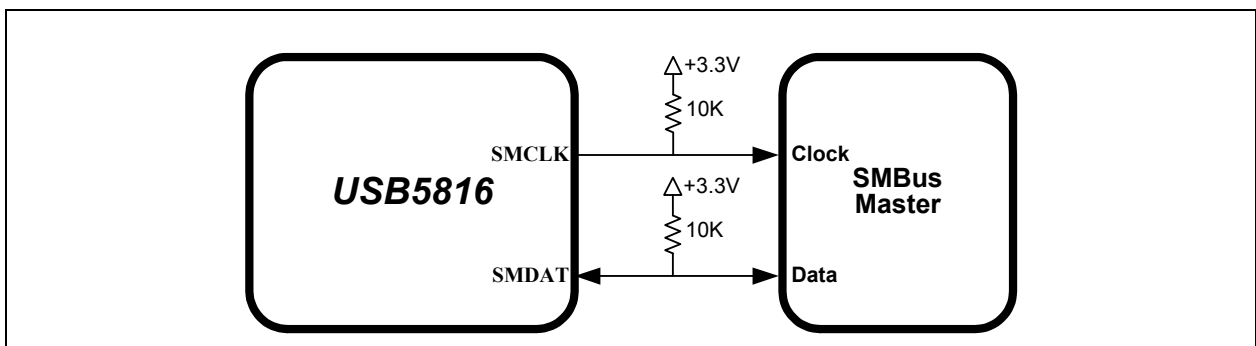 +3.3V
10K
SMCLK
Clock
USB5816
SMBus
Master
+3.3V
10K
SMDAT
Data